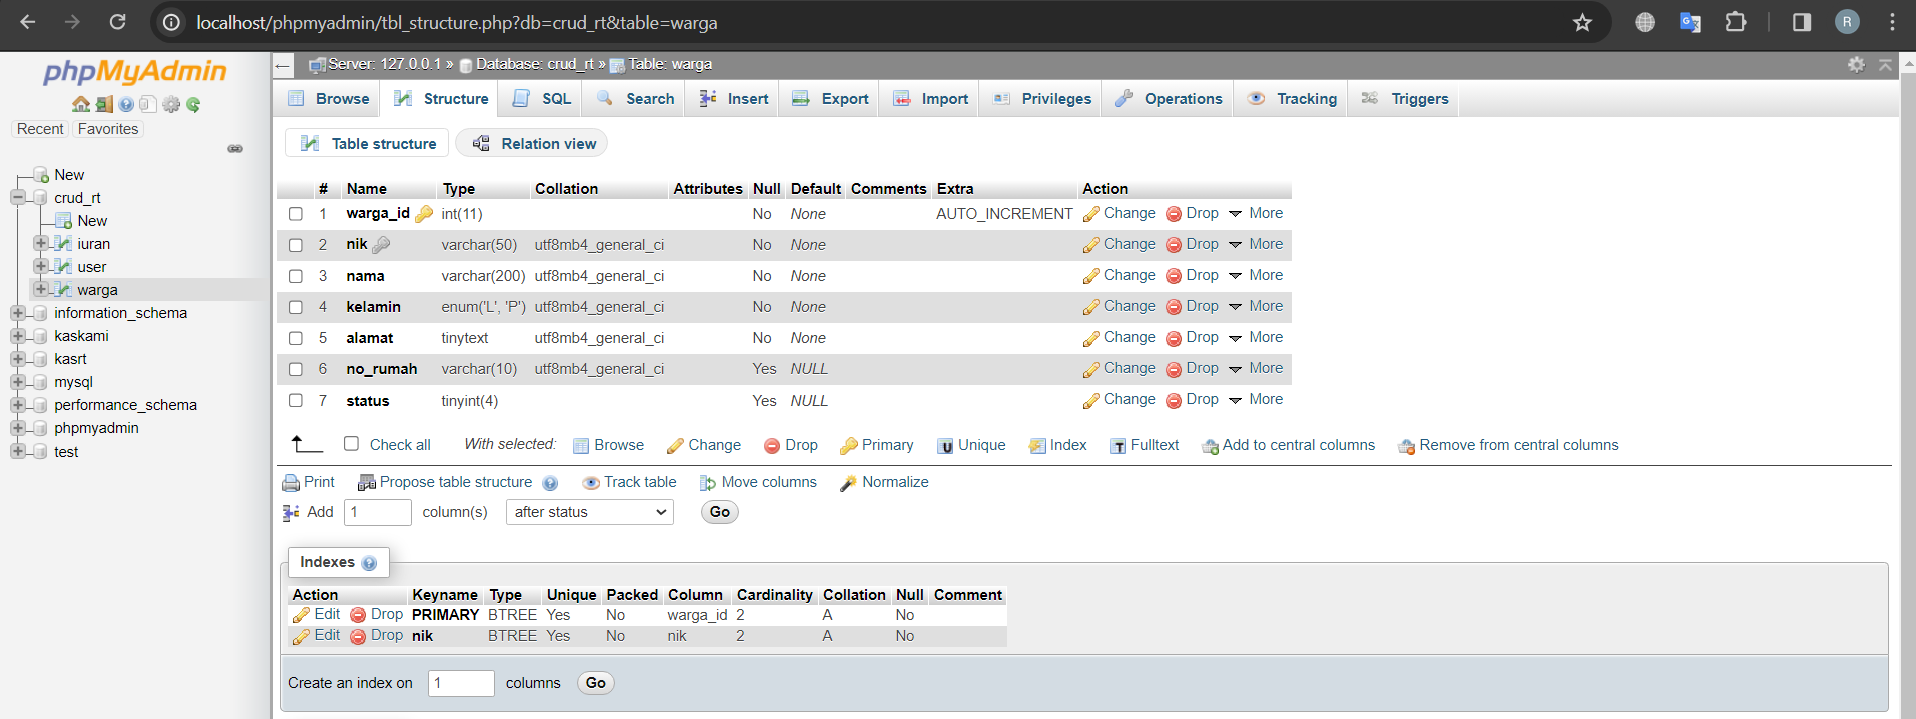 localhost/phpmyadmin/tbl_structure.php?db=crud_rt&table=warga
R
phpMyAdmin
Recent Favorites
New
crud_rt
New
iuran
user
warga
information_schema
kaskami
kasrt
mysql
performance_schema
phpmyadmin
test
Server: 127.0.0.1 » Database: crud_rt » Table: warga
Browse Structure SQL Search Insert Export Import Privileges Operations Tracking Triggers
Table structure Relation view
# Name Type Collation Attributes Null Default Comments Extra Action
1 warga_id int(11) No None AUTO_INCREMENT Change Drop More
2 nik varchar(50) utf8mb4_general_ci No None Change Drop More
3 nama varchar(200) utf8mb4_general_ci No None Change Drop More
4 kelamin enum('L', 'P') utf8mb4_general_ci No None Change Drop More
5 alamat tinytext utf8mb4_general_ci No None Change Drop More
6 no_rumah varchar(10) utf8mb4_general_ci Yes NULL Change Drop More
7 status tinyint(4) Yes NULL Change Drop More
Check all With selected: Browse Change Drop Primary Unique Index Fulltext Add to central columns Remove from central columns
Print Propose table structure Track table Move columns Normalize
Add 1 column(s) after status Go
Indexes
Action Keyname Type Unique Packed Column Cardinality Collation Null Comment
Edit Drop PRIMARY BTREE Yes No warga_id 2 A No
Edit Drop nik BTREE Yes No nik 2 A No
Create an index on 1 columns Go